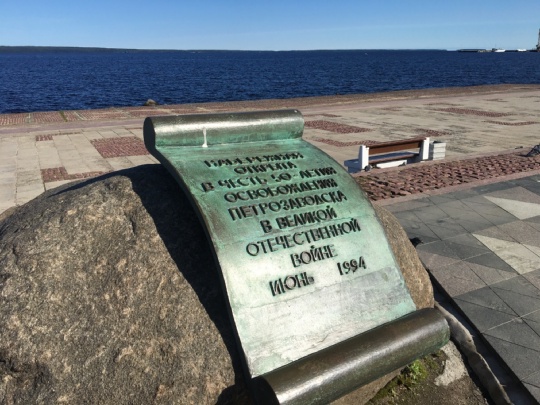 НАБЕРЕЖНАЯ ОТКРЫТА
В ЧЕСТЬ 50-ЛЕТИЯ
ОСВОБОЖДЕНИЯ
ПЕТРОЗАВОДСКА
В ВЕЛИКОЙ
ОТЕЧЕСТВЕННОЙ
ВОЙНЕ
ИЮНЬ 1994